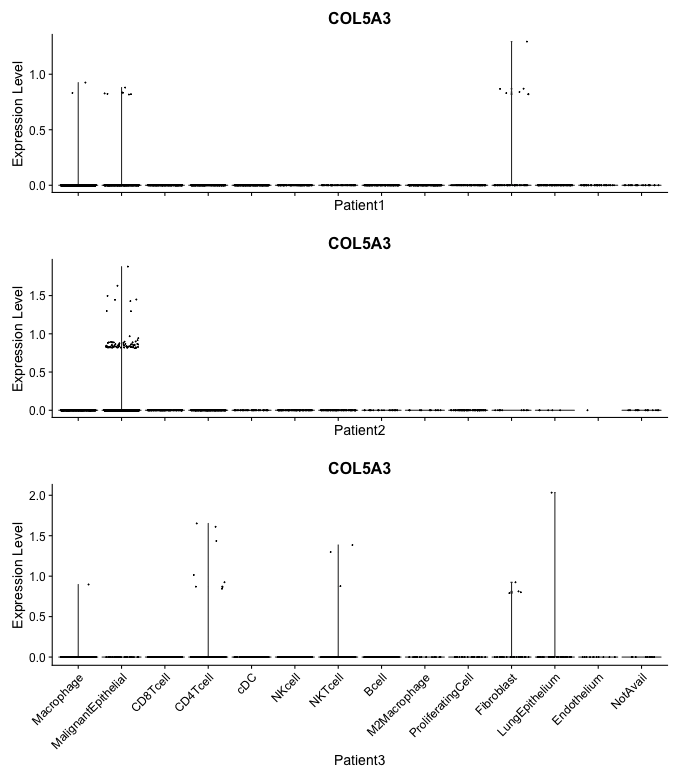 COL5A3
Expression Level
1.0
0.5
0.0
Patient1
COL5A3
Expression Level
1.5
1.0
0.5
0.0
Patient2
COL5A3
Expression Level
2.0
1.5
1.0
0.5
0.0
Macrophage
MalignantEpithelial
CD8Tcell
CD4Tcell
cDC
NKcell
NKTcell
Bcell
M2Macrophage
ProliferatingCell
Fibroblast
LungEpithelium
Endothelium
NotAvail
Patient3